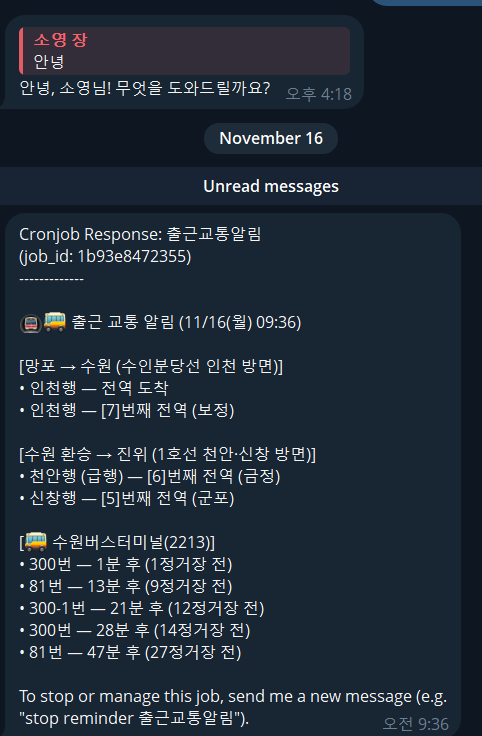 소영 장
안녕
안녕, 소영님! 무엇을 도와드릴까요?
오후 4:18
November 16
Unread messages
Cronjob Response: 출근교통알림
(job_id: 1b93e8472355)
-------------
🚇🚌 출근 교통 알림 (11/16(월) 09:36)
[망포 → 수원 (수인분당선 인천 방면)]
• 인천행 — 전역 도착
• 인천행 — [7]번째 전역 (보정)
[수원 환승 → 진위 (1호선 천안·신창 방면)]
• 천안행 (급행) — [6]번째 전역 (금정)
• 신창행 — [5]번째 전역 (군포)
[🚌 수원버스터미널(2213)]
• 300번 — 1분 후 (1정거장 전)
• 81번 — 13분 후 (9정거장 전)
• 300-1번 — 21분 후 (12정거장 전)
• 300번 — 28분 후 (14정거장 전)
• 81번 — 47분 후 (27정거장 전)
To stop or manage this job, send me a new message (e.g.
"stop reminder 출근교통알림").
오전 9:36